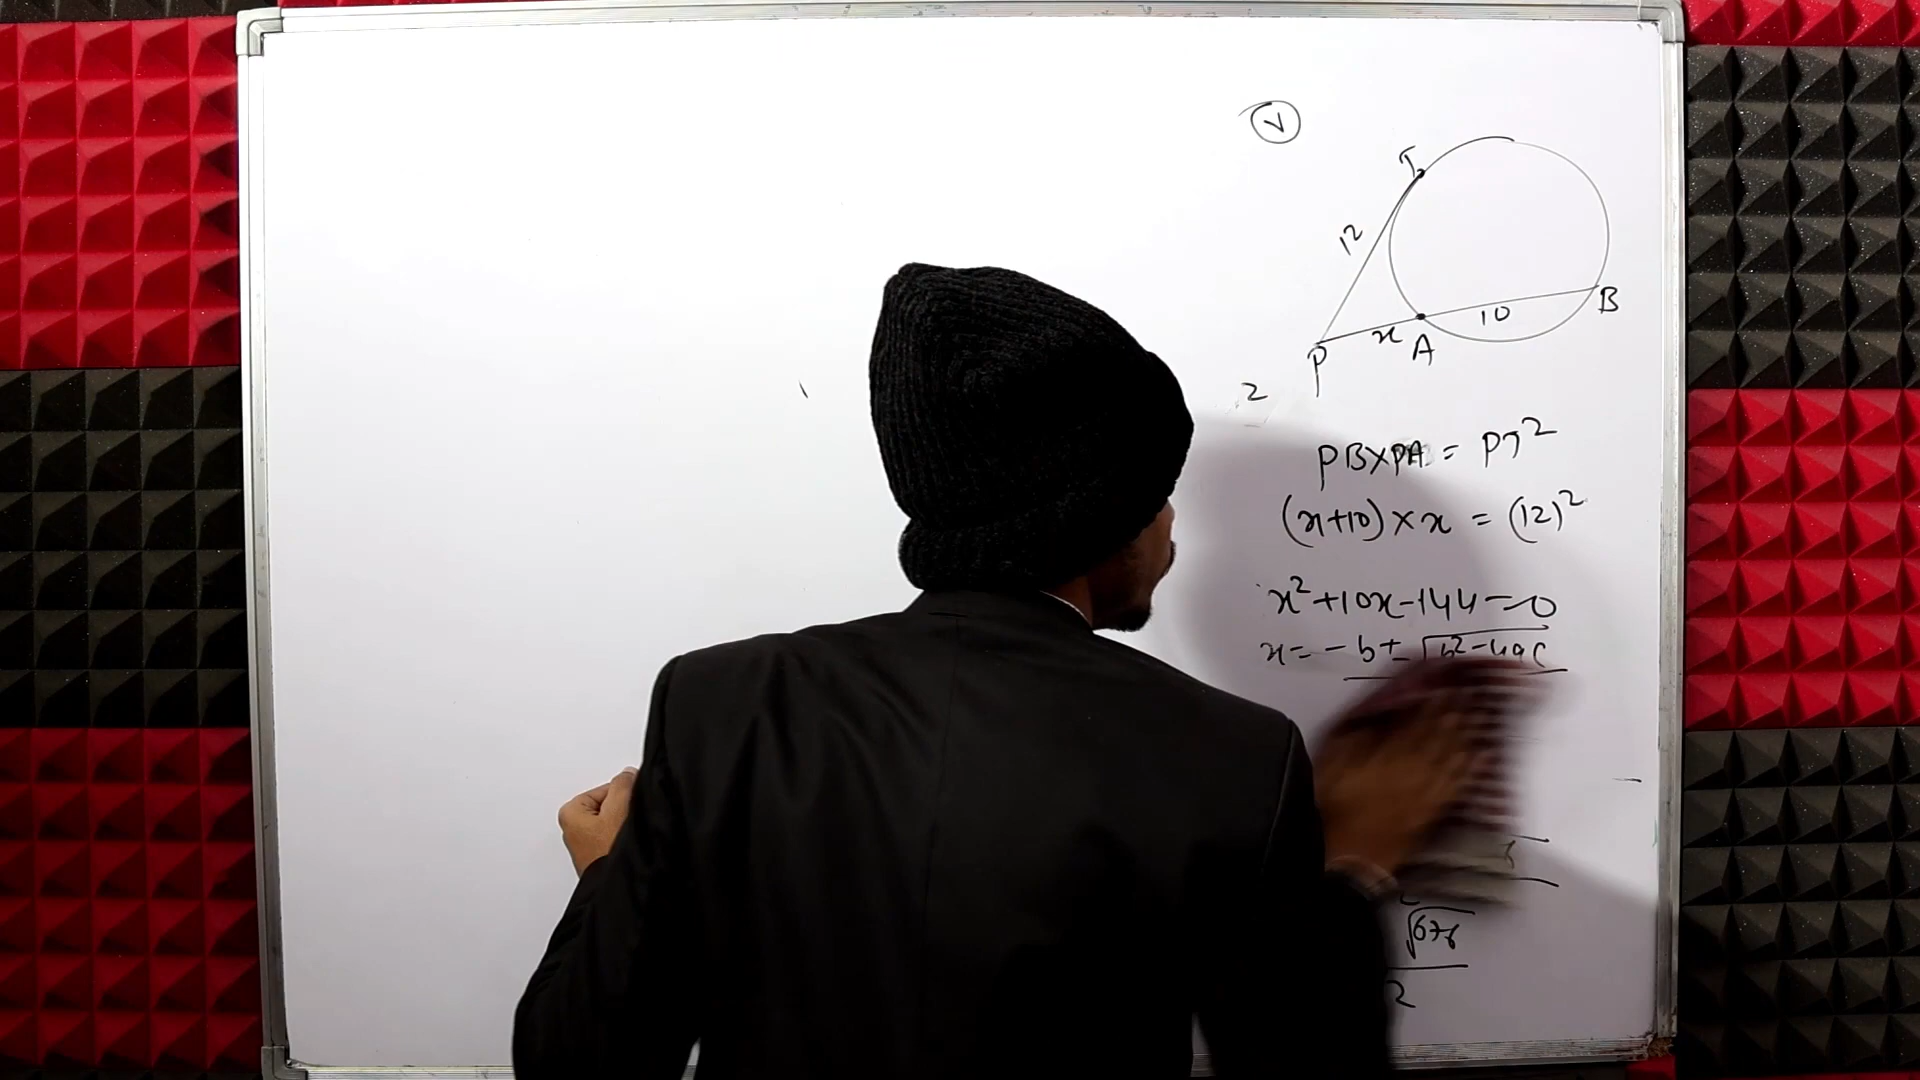 V
T
12
10
B
x
A
P
2
PB×PA = PT²
(x+10)×x = (12)²
x²+10x-144=0
x= -b±√b²-4ac
√676
2